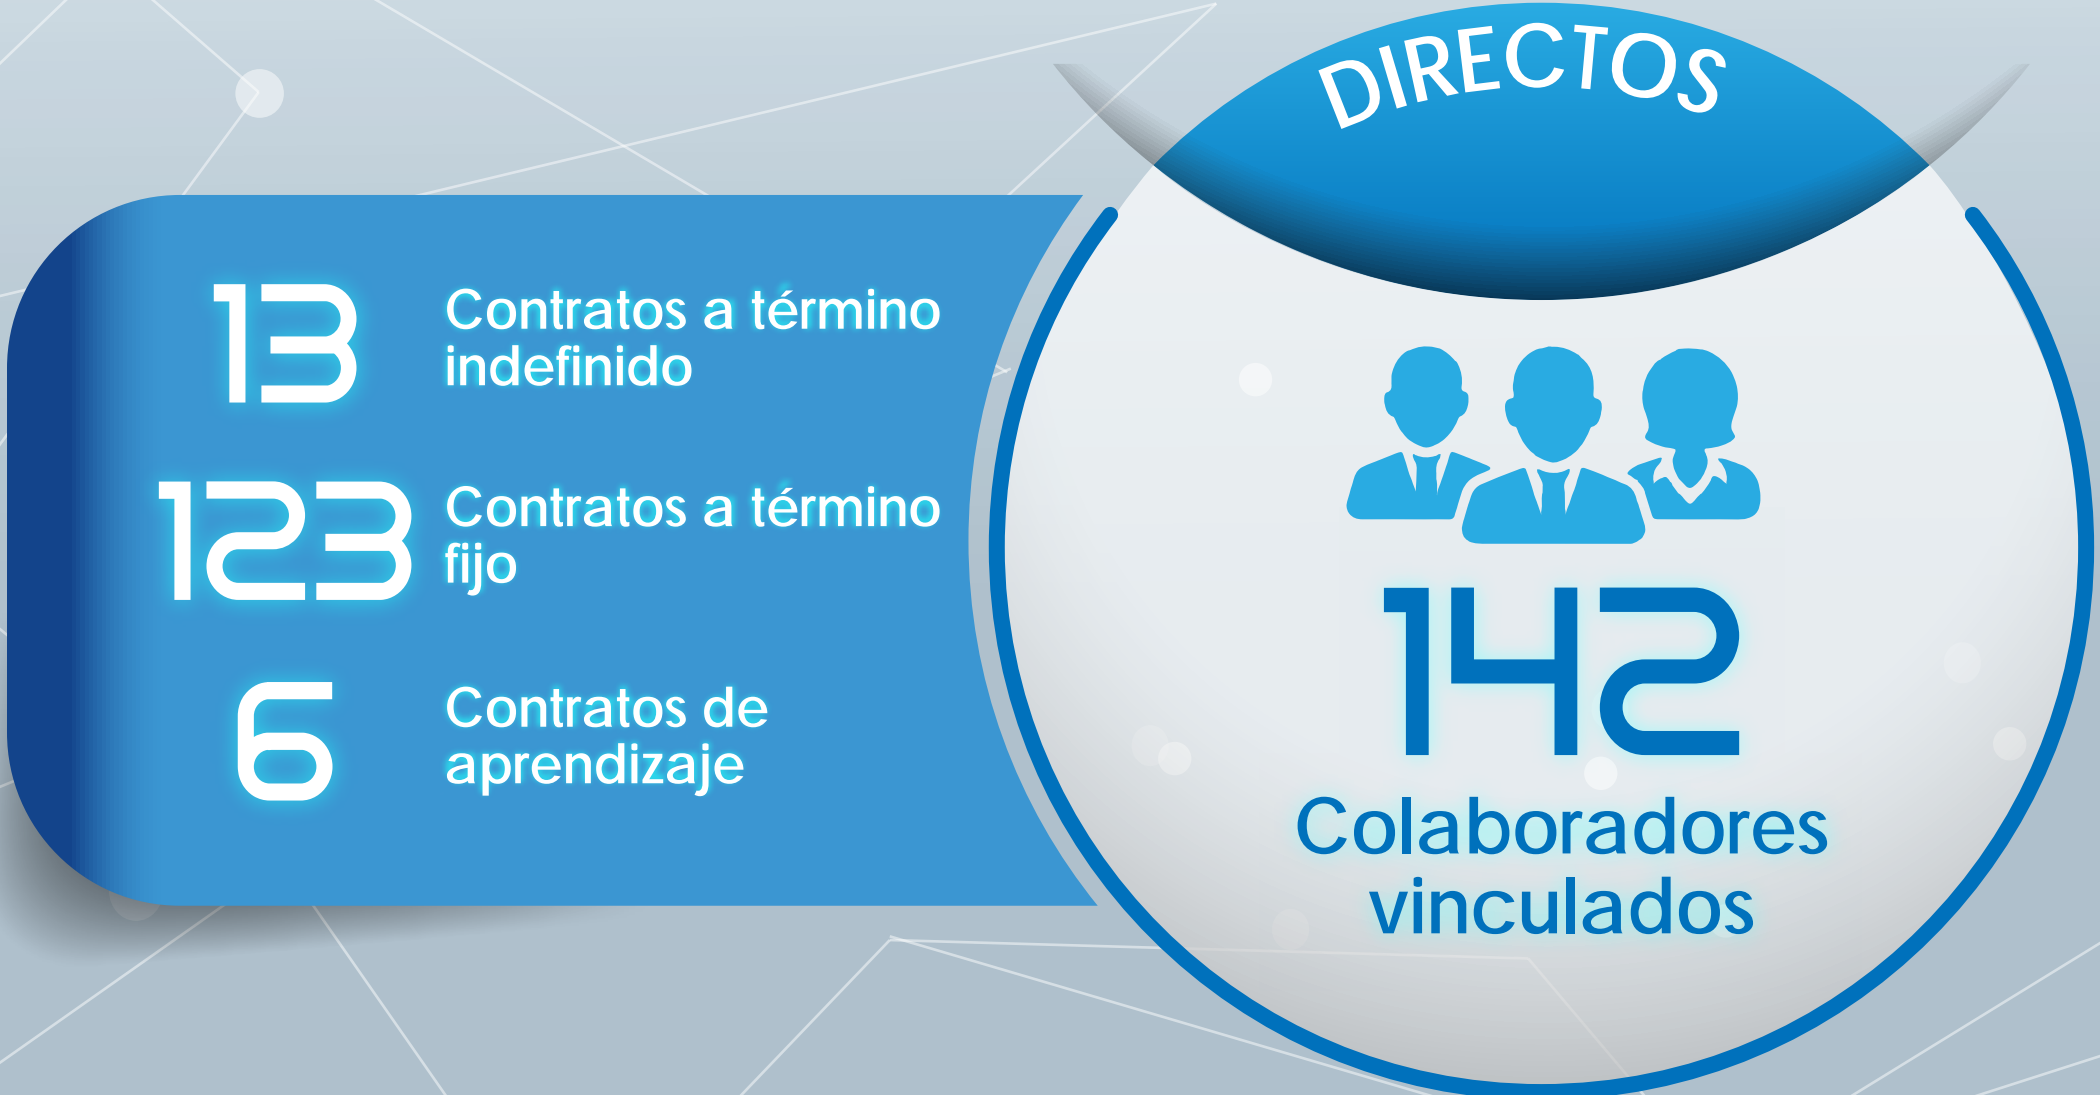 DIRECTOS
13
Contratos a término
indefinido
123
Contratos a término
fijo
6
Contratos de
aprendizaje
142
Colaboradores
vinculados